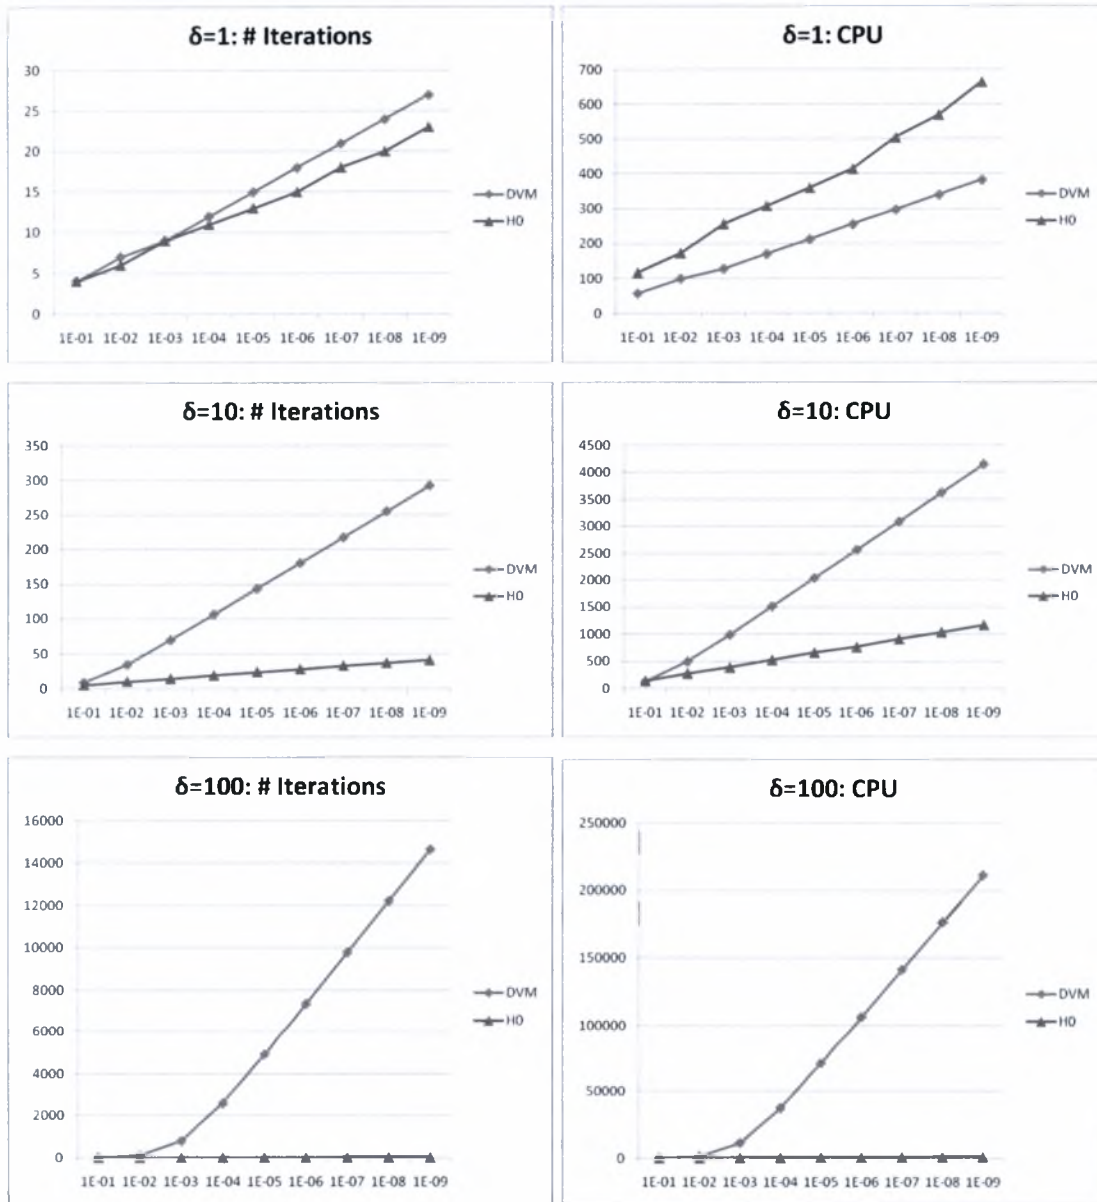 δ=1: # Iterations
30
25
20
15
10
5
0
1E-01 1E-02 1E-03 1E-04 1E-05 1E-06 1E-07 1E-08 1E-09
DVM
H0
δ=1: CPU
700
600
500
400
300
200
100
0
1E-01 1E-02 1E-03 1E-04 1E-05 1E-06 1E-07 1E-08 1E-09
DVM
H0
δ=10: # Iterations
350
300
250
200
150
100
50
0
1E-01 1E-02 1E-03 1E-04 1E-05 1E-06 1E-07 1E-08 1E-09
DVM
H0
δ=10: CPU
4500
4000
3500
3000
2500
2000
1500
1000
500
0
1E-01 1E-02 1E-03 1E-04 1E-05 1E-06 1E-07 1E-08 1E-09
DVM
H0
δ=100: # Iterations
16000
14000
12000
10000
8000
6000
4000
2000
0
1E-01 1E-02 1E-03 1E-04 1E-05 1E-06 1E-07 1E-08 1E-09
DVM
H0
δ=100: CPU
250000
200000
150000
100000
50000
0
1E-01 1E-02 1E-03 1E-04 1E-05 1E-06 1E-07 1E-08 1E-09
DVM
H0